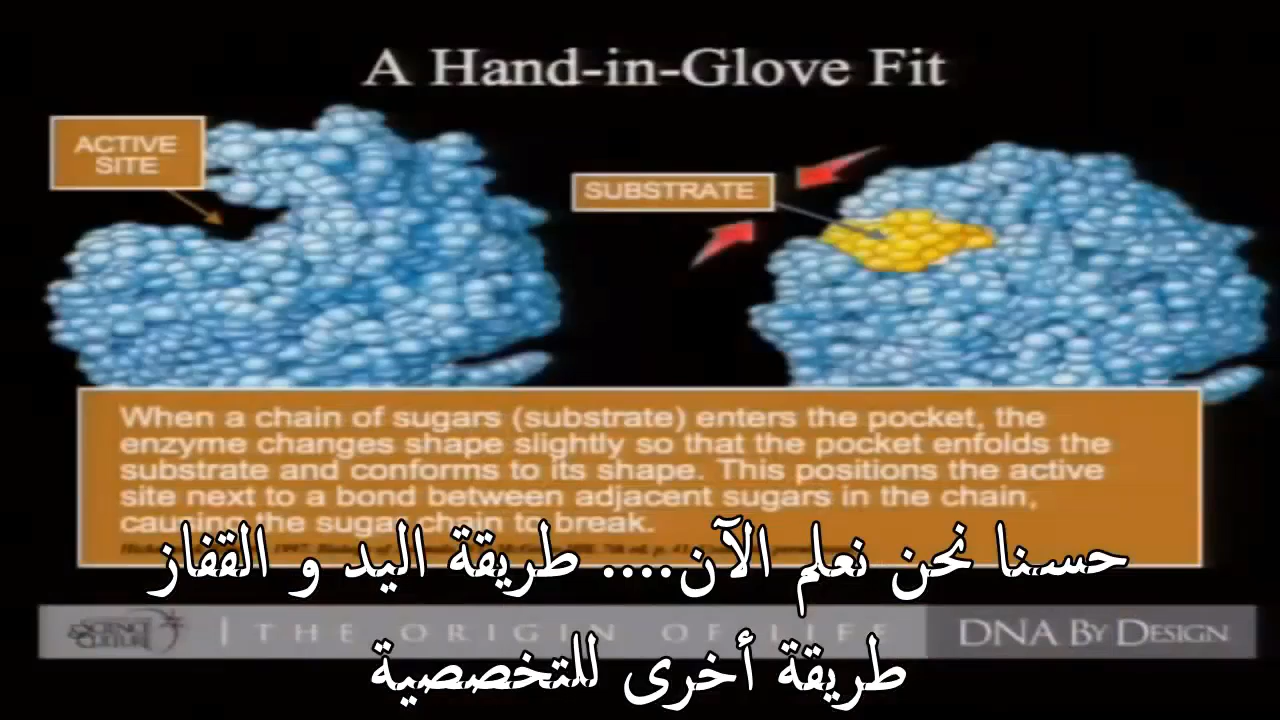 A Hand-in-Glove Fit
ACTIVE
SITE
SUBSTRATE
When a chain of sugars (substrate) enters the pocket, the
enzyme changes shape slightly so that the pocket enfolds the
substrate and conforms to its shape. This positions the active
site next to a bond between adjacent sugars in the chain,
causing the sugar chain to break.
حسنا نحن نعلم الآن.... طريقة اليد و القفاز
SCIENCE
CULTURE
THE ORIGIN OF LIFE
DNA BY DESIGN
طريقة أخرى للتخصصية